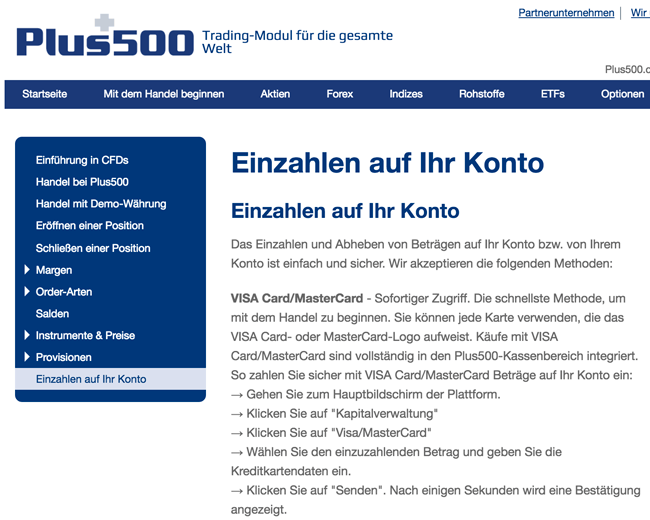 Partnerunternehmen | Wir
Plus500
Trading-Modul für die gesamte
Welt
Plus500.c
Startseite Mit dem Handel beginnen Aktien Forex Indizes Rohstoffe ETFs Optionen
Einführung in CFDs
Handel bei Plus500
Handel mit Demo-Währung
Eröffnen einer Position
Schließen einer Position
Margen
Order-Arten
Salden
Instrumente & Preise
Provisionen
Einzahlen auf Ihr Konto
Einzahlen auf Ihr Konto
Einzahlen auf Ihr Konto
Das Einzahlen und Abheben von Beträgen auf Ihr Konto bzw. von Ihrem
Konto ist einfach und sicher. Wir akzeptieren die folgenden Methoden:
VISA Card/MasterCard - Sofortiger Zugriff. Die schnellste Methode, um
mit dem Handel zu beginnen. Sie können jede Karte verwenden, die das
VISA Card- oder MasterCard-Logo aufweist. Käufe mit VISA
Card/MasterCard sind vollständig in den Plus500-Kassenbereich integriert.
So zahlen Sie sicher mit VISA Card/MasterCard Beträge auf Ihr Konto ein:
→ Gehen Sie zum Hauptbildschirm der Plattform.
→ Klicken Sie auf "Kapitalverwaltung"
→ Klicken Sie auf "Visa/MasterCard"
→ Wählen Sie den einzuzahlenden Betrag und geben Sie die
Kreditkartendaten ein.
→ Klicken Sie auf "Senden". Nach einigen Sekunden wird eine Bestätigung
angezeigt.